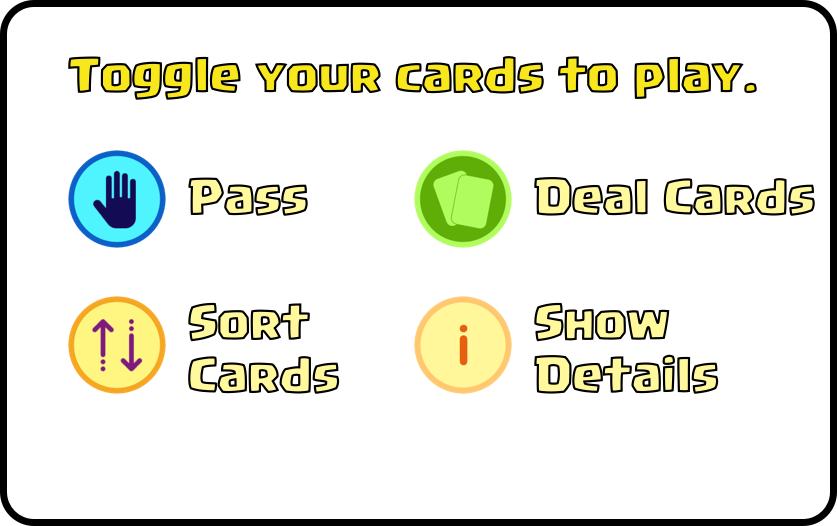 Toggle your cards to play.
Pass
Deal Cards
Sort
Cards
Show
Details